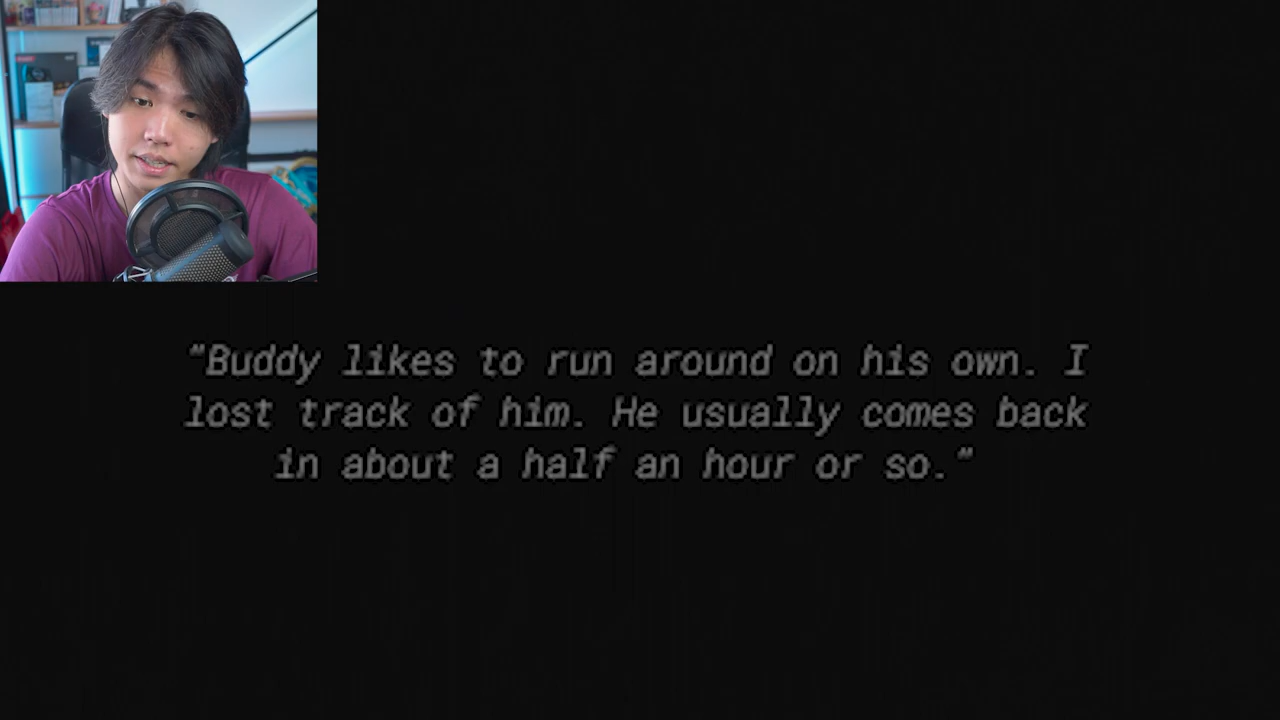 “Buddy likes to run around on his own. I
lost track of him. He usually comes back
in about a half an hour or so.”